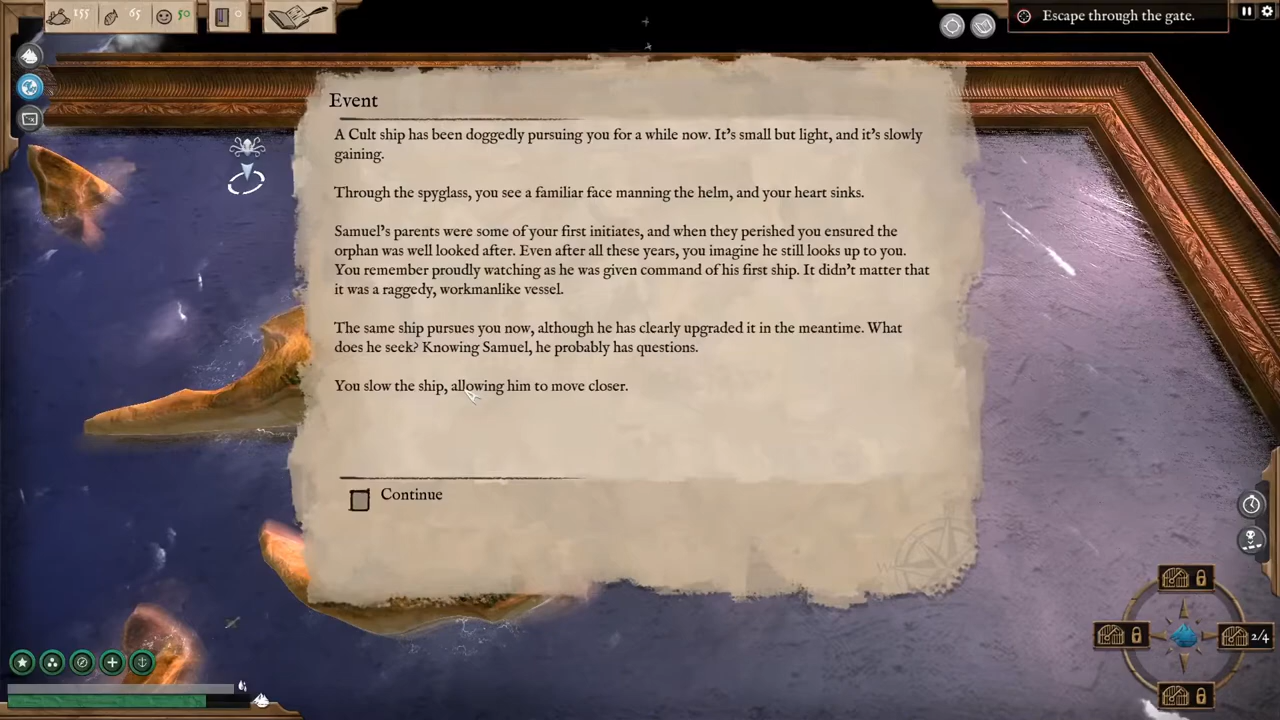 155 65 50 0
Escape through the gate.
Event
A Cult ship has been doggedly pursuing you for a while now. It's small but light, and it's slowly
gaining.
Through the spyglass, you see a familiar face manning the helm, and your heart sinks.
Samuel's parents were some of your first initiates, and when they perished you ensured the
orphan was well looked after. Even after all these years, you imagine he still looks up to you.
You remember proudly watching as he was given command of his first ship. It didn't matter that
it was a raggedy, workmanlike vessel.
The same ship pursues you now, although he has clearly upgraded it in the meantime. What
does he seek? Knowing Samuel, he probably has questions.
You slow the ship, allowing him to move closer.
Continue
W
2/4